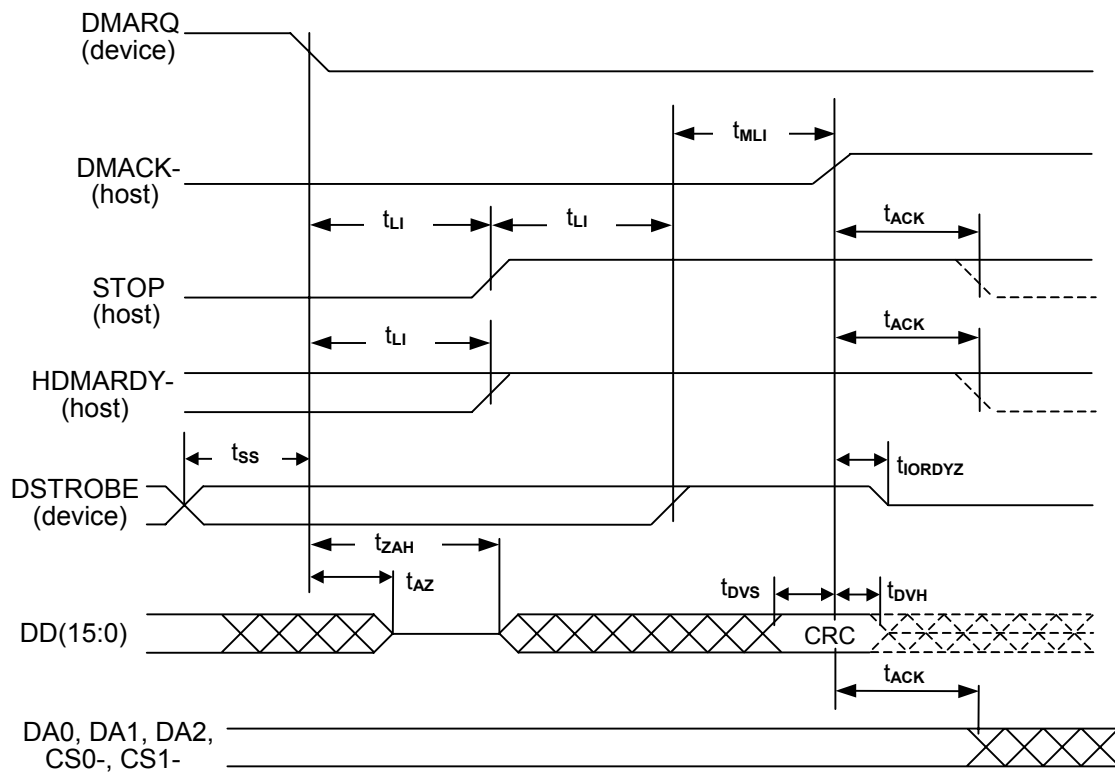 DMARQ
(device)
tMLI
DMACK-
(host)
tLI
tLI
tACK
STOP
(host)
tLI
tACK
HDMARDY-
(host)
tSS
tIORDYZ
DSTROBE
(device)
tZAH
tAZ
tDVS
tDVH
DD(15:0)
CRC
tACK
DA0, DA1, DA2,
CS0-, CS1-